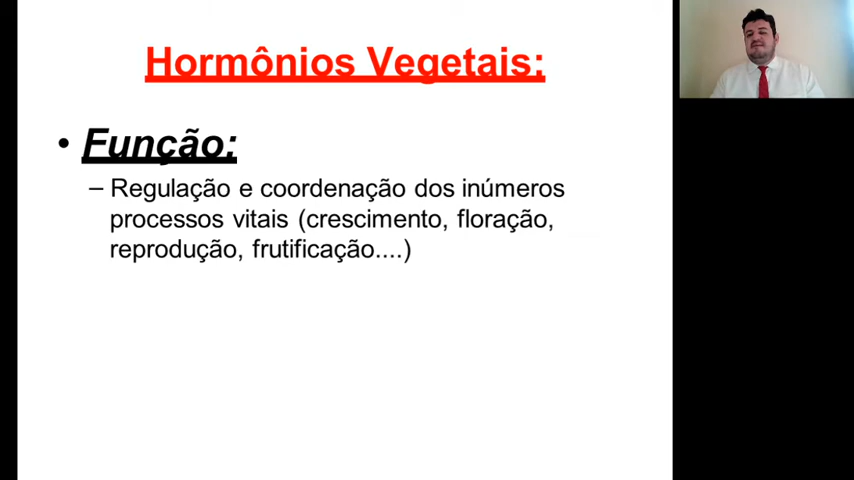 Hormônios Vegetais:
• Função:
– Regulação e coordenação dos inúmeros
processos vitais (crescimento, floração,
reprodução, frutificação....)